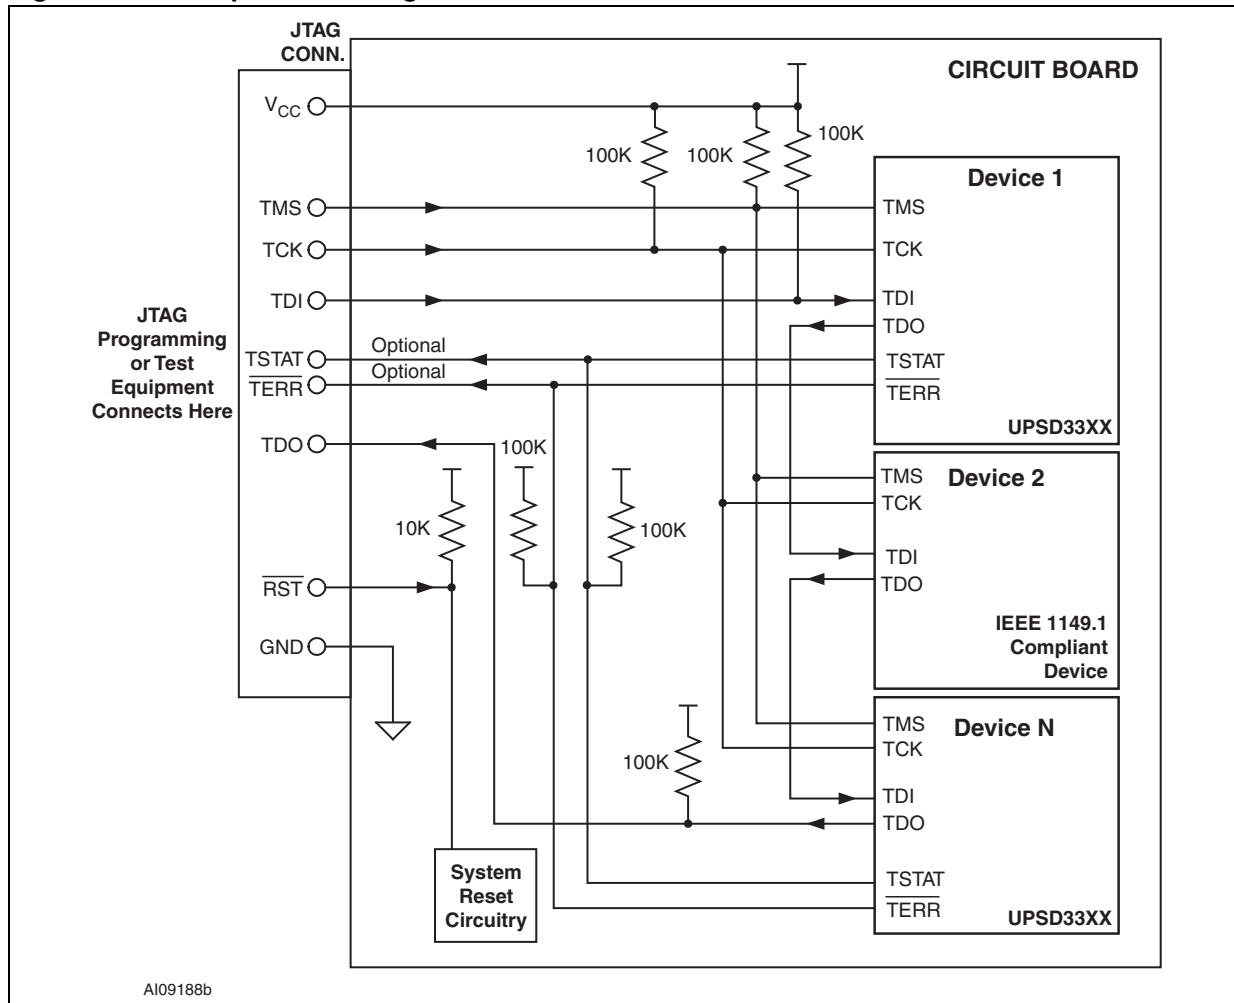 JTAG
CONN.
CIRCUIT BOARD
VCC
100K
100K
100K
Device 1
TMS
TMS
TCK
TCK
TDI
TDI
TDO
JTAG
Programming
or Test
Equipment
Connects Here
TSTAT
Optional
TSTAT
TERR
Optional
TERR
UPSD33XX
TDO
100K
10K
100K
TMS
Device 2
TCK
TDI
TDO
RST
IEEE 1149.1
Compliant
Device
GND
TMS
Device N
TCK
100K
TDI
TDO
System
Reset
Circuitry
TSTAT
TERR
UPSD33XX
AI09188b